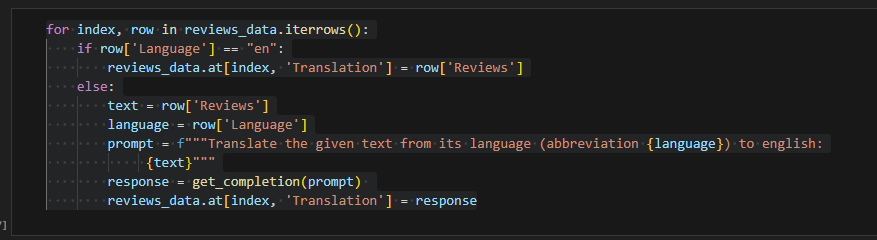 for index, row in reviews_data.iterrows():
    if row['Language'] == "en":
        reviews_data.at[index, 'Translation'] = row['Reviews']
    else:
        text = row['Reviews']
        language = row['Language']
        prompt = f"""Translate the given text from its language (abbreviation {language}) to english:
             {text}"""
        response = get_completion(prompt)
        reviews_data.at[index, 'Translation'] = response
]